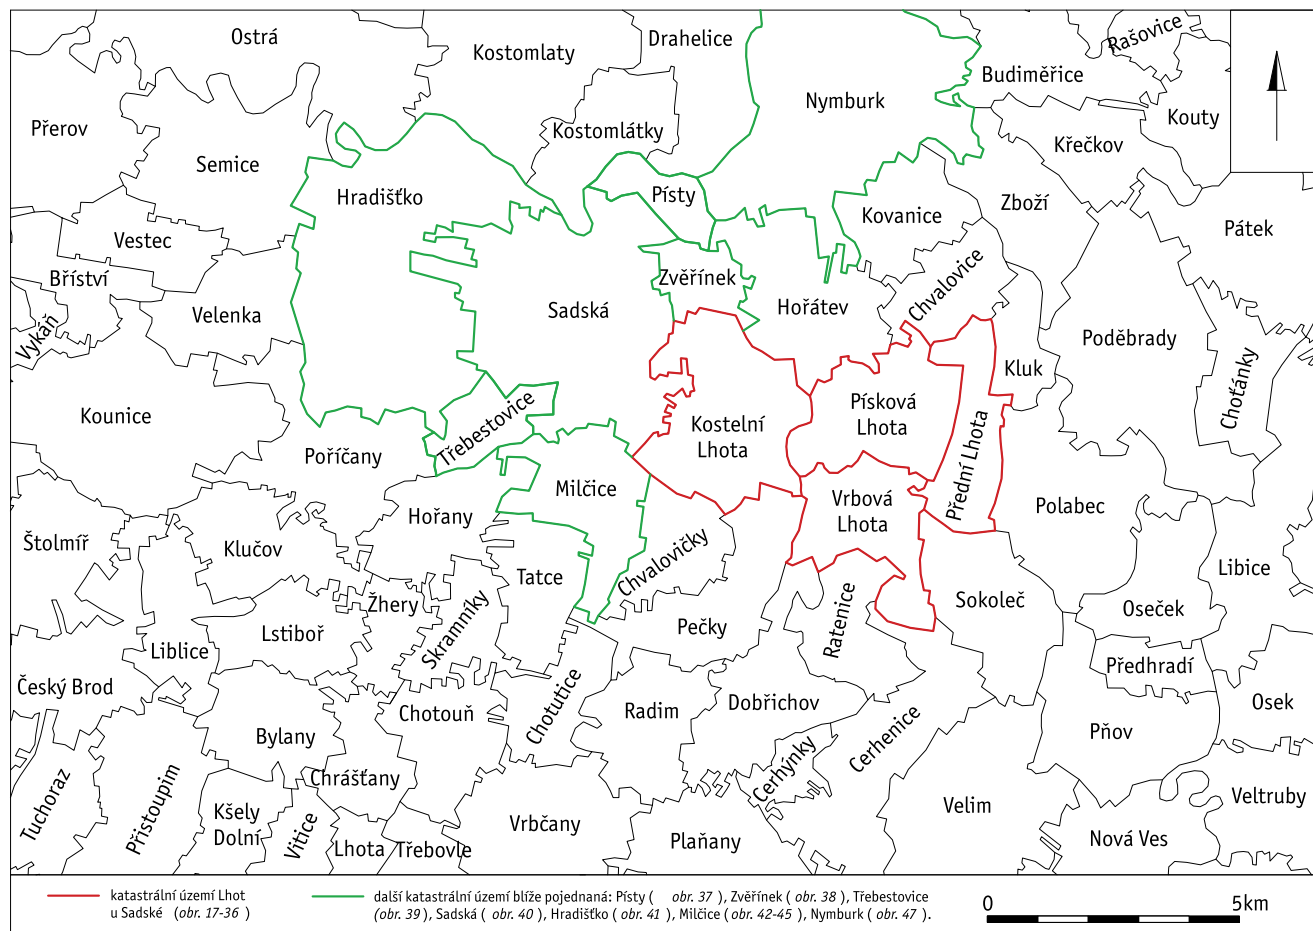 Ostrá
Kostomlaty
Drahelice
Rašovice
Budiměřice
Nymburk
Přerov
Kostomlátky
Kouty
Křečkov
Semice
Hradišťko
Písty
Kovanice
Zboží
Pátek
Vestec
Bříství
Zvěřínek
Chvalovice
Velenka
Sadská
Hořátev
Vykáň
Poděbrady
Kluk
Choťánky
Kounice
Třebestovice
Kostelní
Lhota
Písková
Lhota
Přední Lhota
Poříčany
Milčice
Vrbová
Lhota
Polabec
Hořany
Štolmíř
Klučov
Chvalovičky
Tatce
Libice
Žhery
Skramníky
Ratenice
Sokoleč
Oseček
Lstiboř
Pečky
Liblice
Předhradí
Český Brod
Chotouň
Chotutice
Radim
Dobřichov
Osek
Bylany
Cerhenice
Pňov
Chrášťany
Cerhýnky
Tuchoraz
Přistoupim
Kšely
Dolní
Vitice
Velim
Veltruby
Vrbčany
Plaňany
Nová Ves
Lhota
Třebovle
katastrální území Lhot
u Sadské (obr. 17-36 )
další katastrální území blíže pojednaná: Písty ( obr. 37 ), Zvěřínek ( obr. 38 ), Třebestovice
(obr. 39 ), Sadská ( obr. 40 ), Hradišťko ( obr. 41 ), Milčice ( obr. 42-45 ), Nymburk ( obr. 47 ).
0 5km